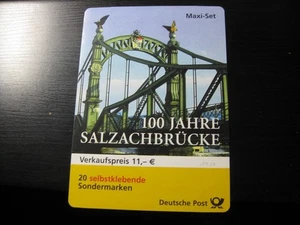 Maxi-Set
100 JAHRE
SALZACHBRÜCKE
Verkaufspreis 11,– €
20 selbstklebende
Sondermarken
Deutsche Post